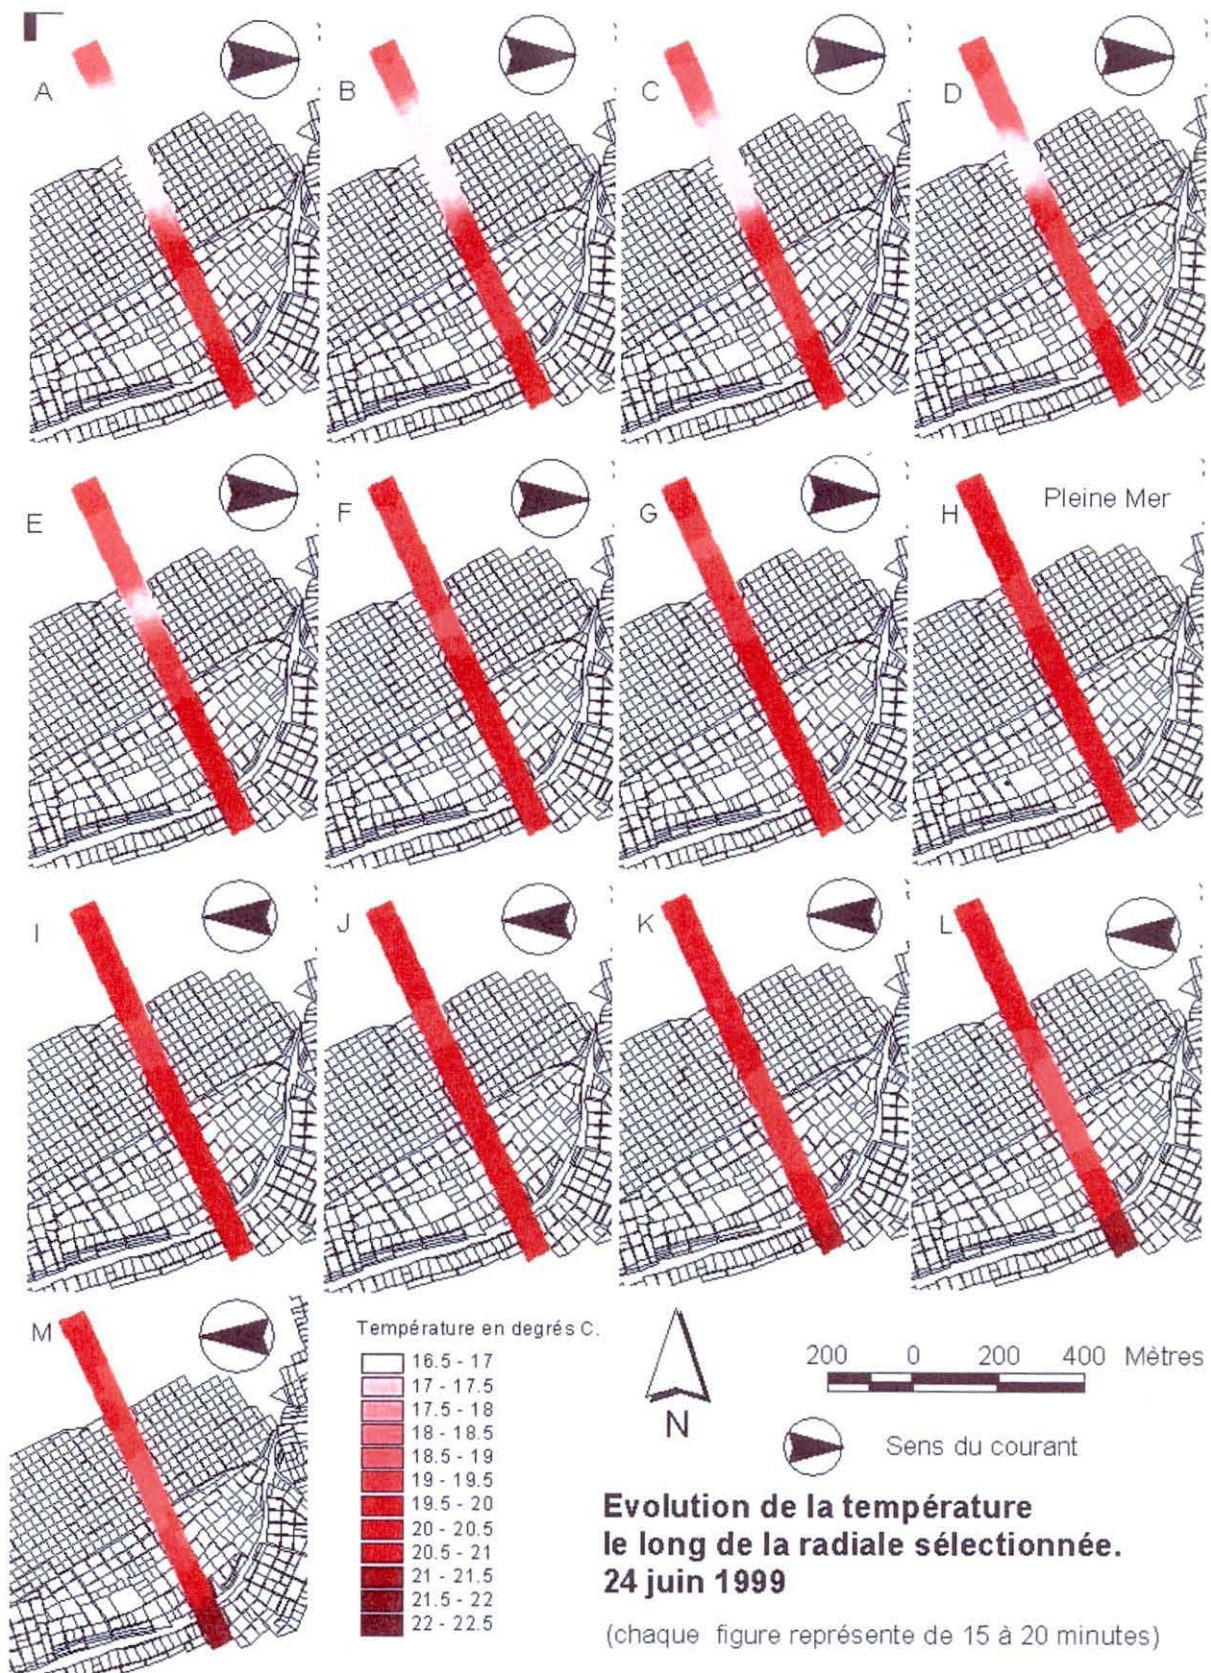 A
B
C
D
E
F
G
H
Pleine Mer
I
J
K
L
M
Température en degrés C.
16.5 - 17
17 - 17.5
17.5 - 18
18 - 18.5
18.5 - 19
19 - 19.5
19.5 - 20
20 - 20.5
20.5 - 21
21 - 21.5
21.5 - 22
22 - 22.5
N
200 0 200 400 Mètres
Sens du courant
Evolution de la température
le long de la radiale sélectionnée.
24 juin 1999
(chaque figure représente de 15 à 20 minutes)